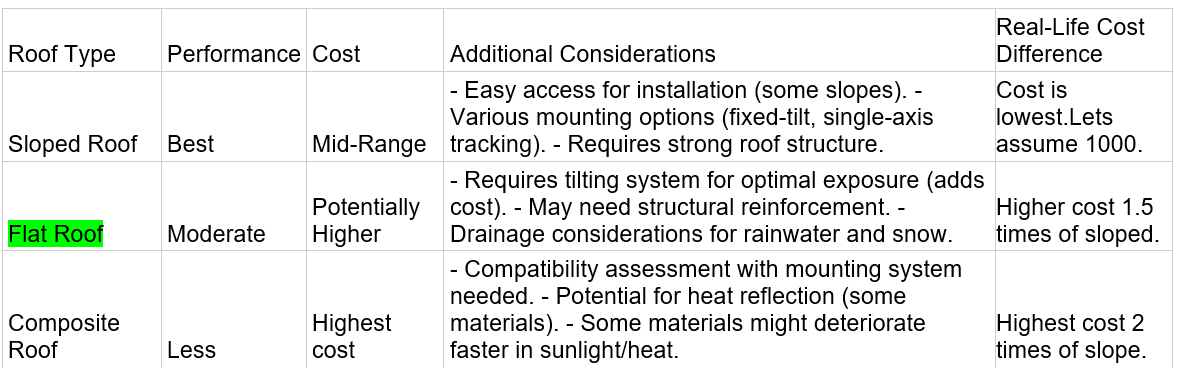 Roof Type Performance Cost Additional Considerations Real-Life Cost
Difference
Sloped Roof Best Mid-Range - Easy access for installation (some slopes). -
Various mounting options (fixed-tilt, single-axis
tracking). - Requires strong roof structure.
Cost is
lowest.Lets
assume 1000.
Flat Roof Moderate Potentially
Higher
- Requires tilting system for optimal exposure (adds
cost). - May need structural reinforcement. -
Drainage considerations for rainwater and snow.
Higher cost 1.5
times of sloped.
Composite
Roof
Less
Highest
cost
- Compatibility assessment with mounting system
needed. - Potential for heat reflection (some
materials). - Some materials might deteriorate
faster in sunlight/heat.
Highest cost 2
times of slope.